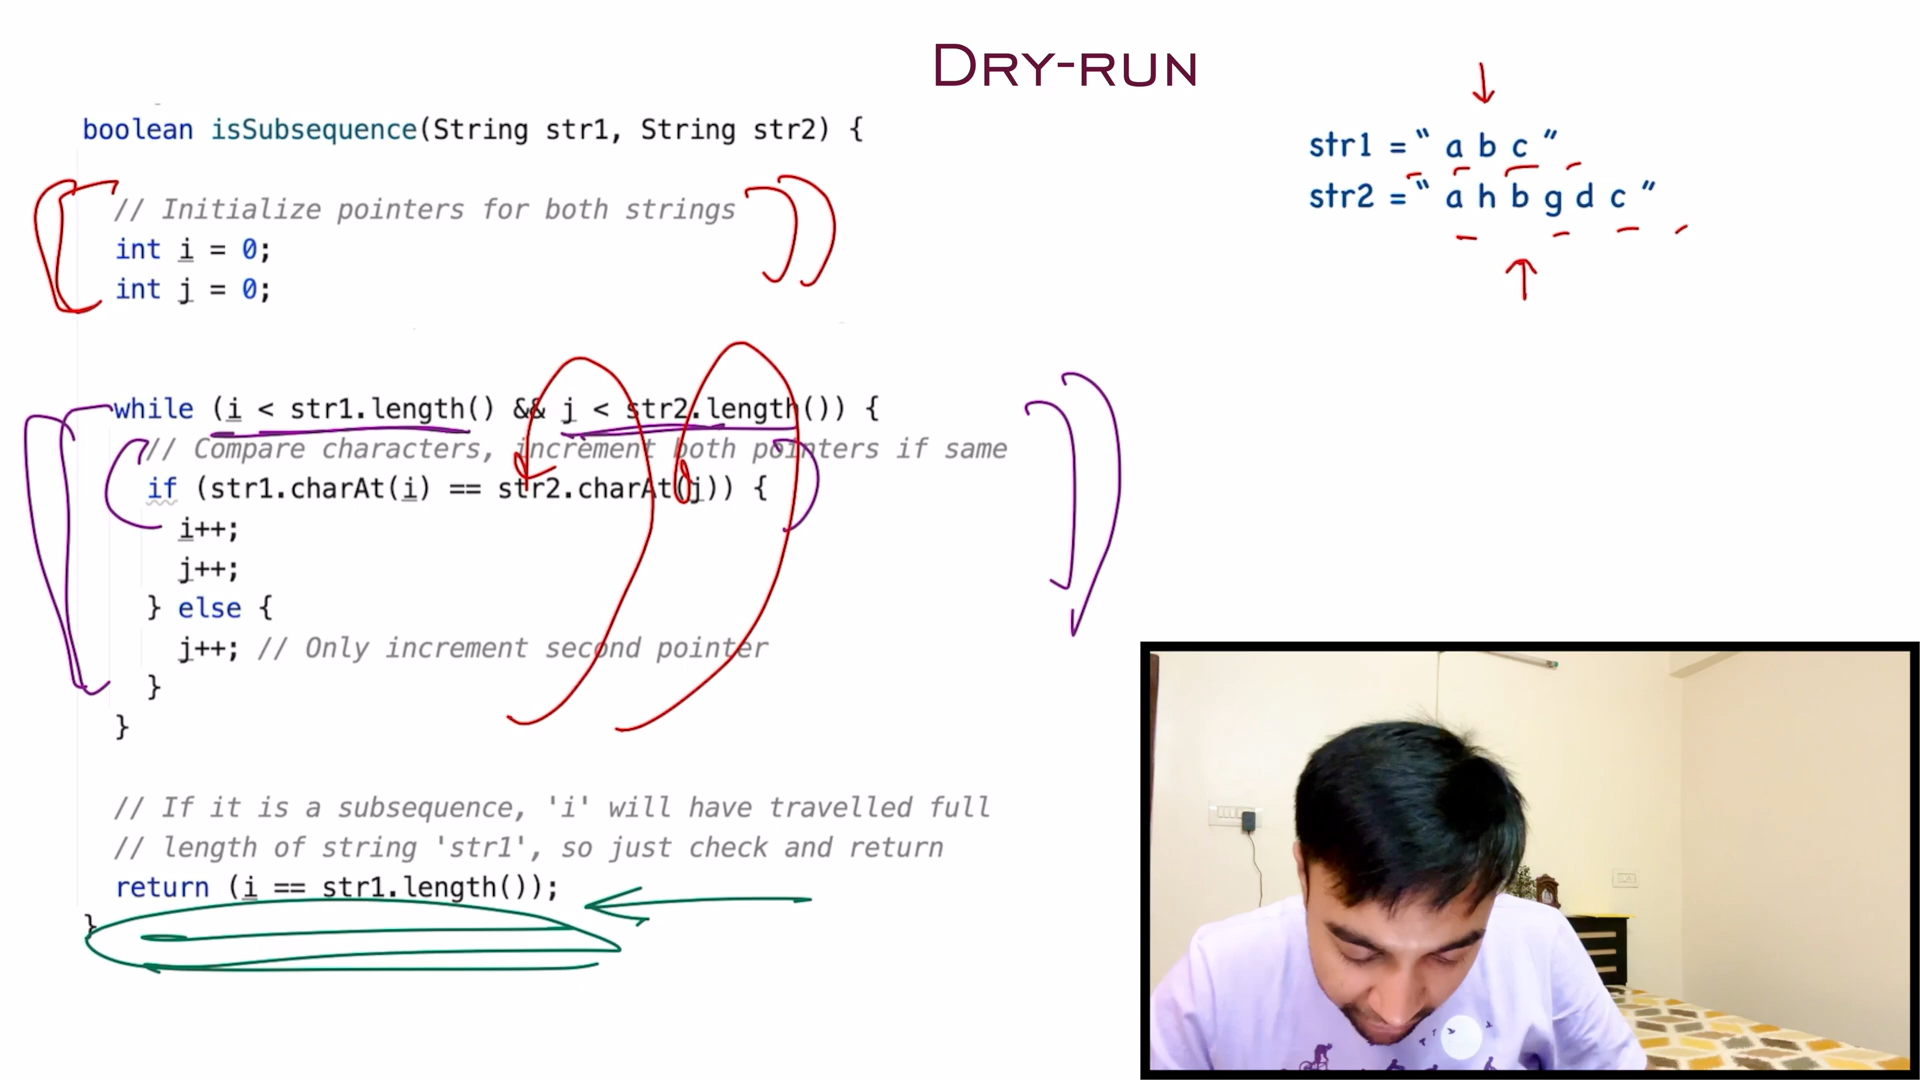 DRY-RUN
boolean isSubsequence(String str1, String str2) {
// Initialize pointers for both strings
int i = 0;
int j = 0;
while (i < str1.length() && j < str2.length()) {
// Compare characters, increment both pointers if same
if (str1.charAt(i) == str2.charAt(j)) {
i++;
j++;
} else {
j++; // Only increment second pointer
}
}
// If it is a subsequence, 'i' will have travelled full
// length of string 'str1', so just check and return
return (i == str1.length());
}
str1 = “ a b c ”
str2 = “ a h b g d c ”